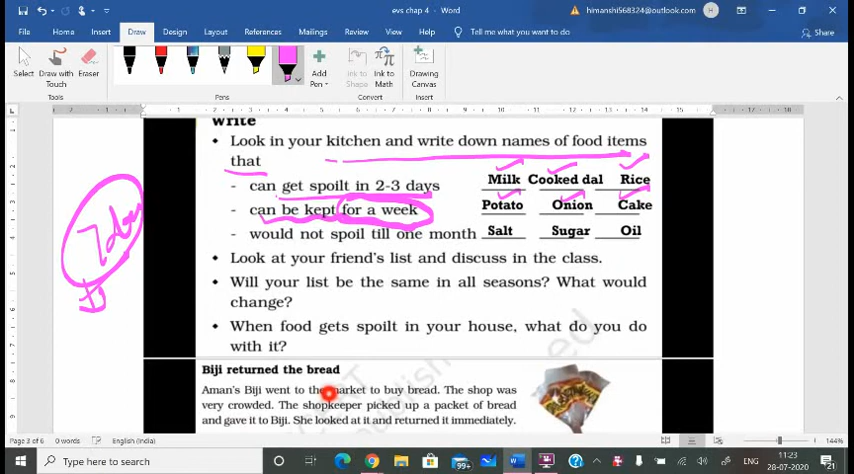 evs chap 4 - Word
himanshi568324@outlook.com
H
File Home Insert Draw Design Layout References Mailings Review View Help Tell me what you want to do Share
Select Draw with Touch Eraser Add Pen Ink to Shape Ink to Math Drawing Canvas
Tools Pens Convert Insert
write
• Look in your kitchen and write down names of food items
that
- can get spoilt in 2-3 days Milk Cooked dal Rice
- can be kept for a week Potato Onion Cake
- would not spoil till one month Salt Sugar Oil
• Look at your friend's list and discuss in the class.
• Will your list be the same in all seasons? What would
change?
• When food gets spoilt in your house, what do you do
with it?
Biji returned the bread
Aman's Biji went to the market to buy bread. The shop was
very crowded. The shopkeeper picked up a packet of bread
and gave it to Biji. She looked at it and returned it immediately.
Page 3 of 6 0 words English (India) 144%
Type here to search 99+ ENG 11:23
28-07-2020 21